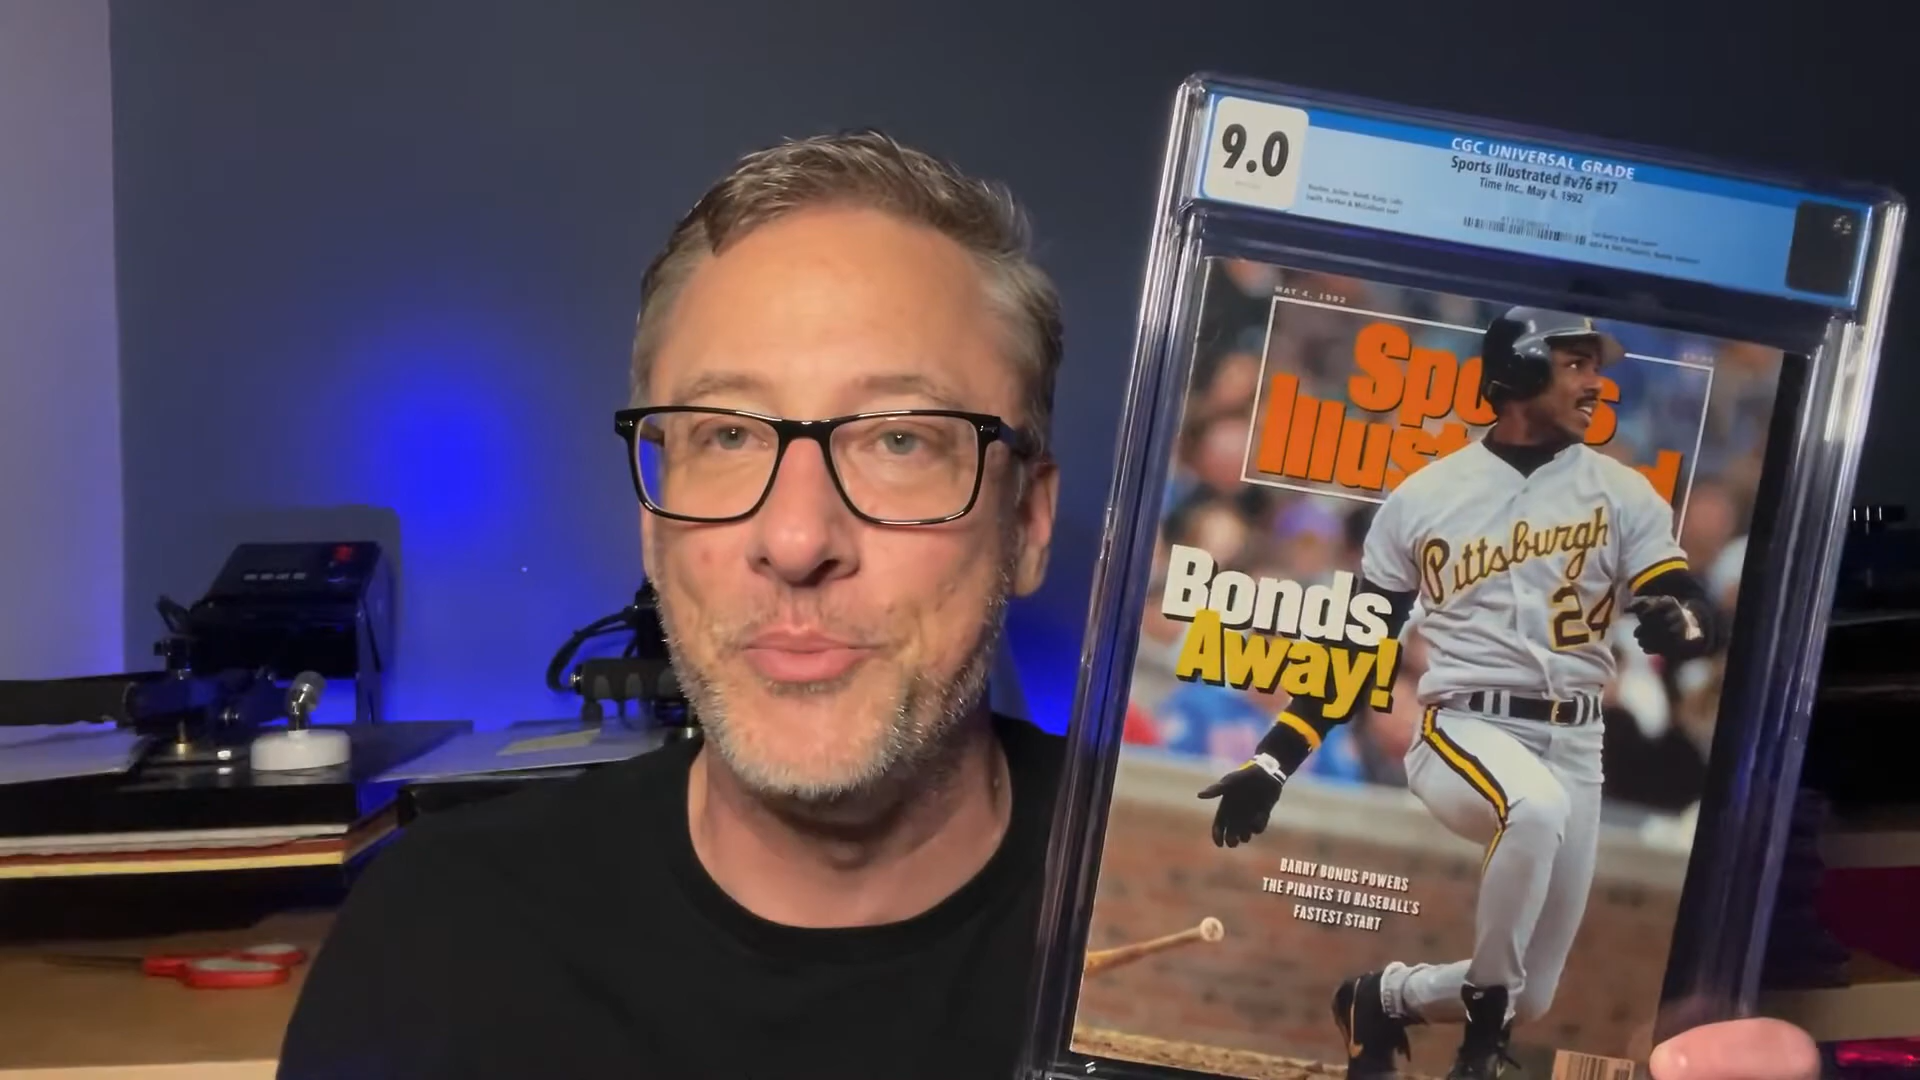 9.0
CGC UNIVERSAL GRADE
Sports Illustrated #v76 #17
Time Inc., May 4, 1992
MAY 4, 1992
Sports
Illustrated
Pittsburgh
24
Bonds
Away!
BARRY BONDS POWERS
THE PIRATES TO BASEBALL'S
FASTEST START